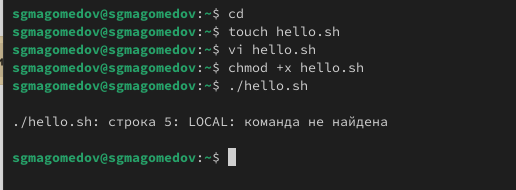 sgmagomedov@sgmagomedov:~$ cd
sgmagomedov@sgmagomedov:~$ touch hello.sh
sgmagomedov@sgmagomedov:~$ vi hello.sh
sgmagomedov@sgmagomedov:~$ chmod +x hello.sh
sgmagomedov@sgmagomedov:~$ ./hello.sh
./hello.sh: строка 5: LOCAL: команда не найдена
sgmagomedov@sgmagomedov:~$